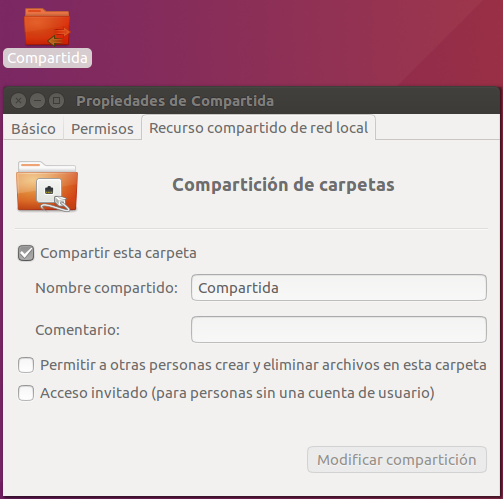 Compartida
Propiedades de Compartida
Básico Permisos Recurso compartido de red local
Compartición de carpetas
Compartir esta carpeta
Nombre compartido: Compartida
Comentario:
Permitir a otras personas crear y eliminar archivos en esta carpeta
Acceso invitado (para personas sin una cuenta de usuario)
Modificar compartición